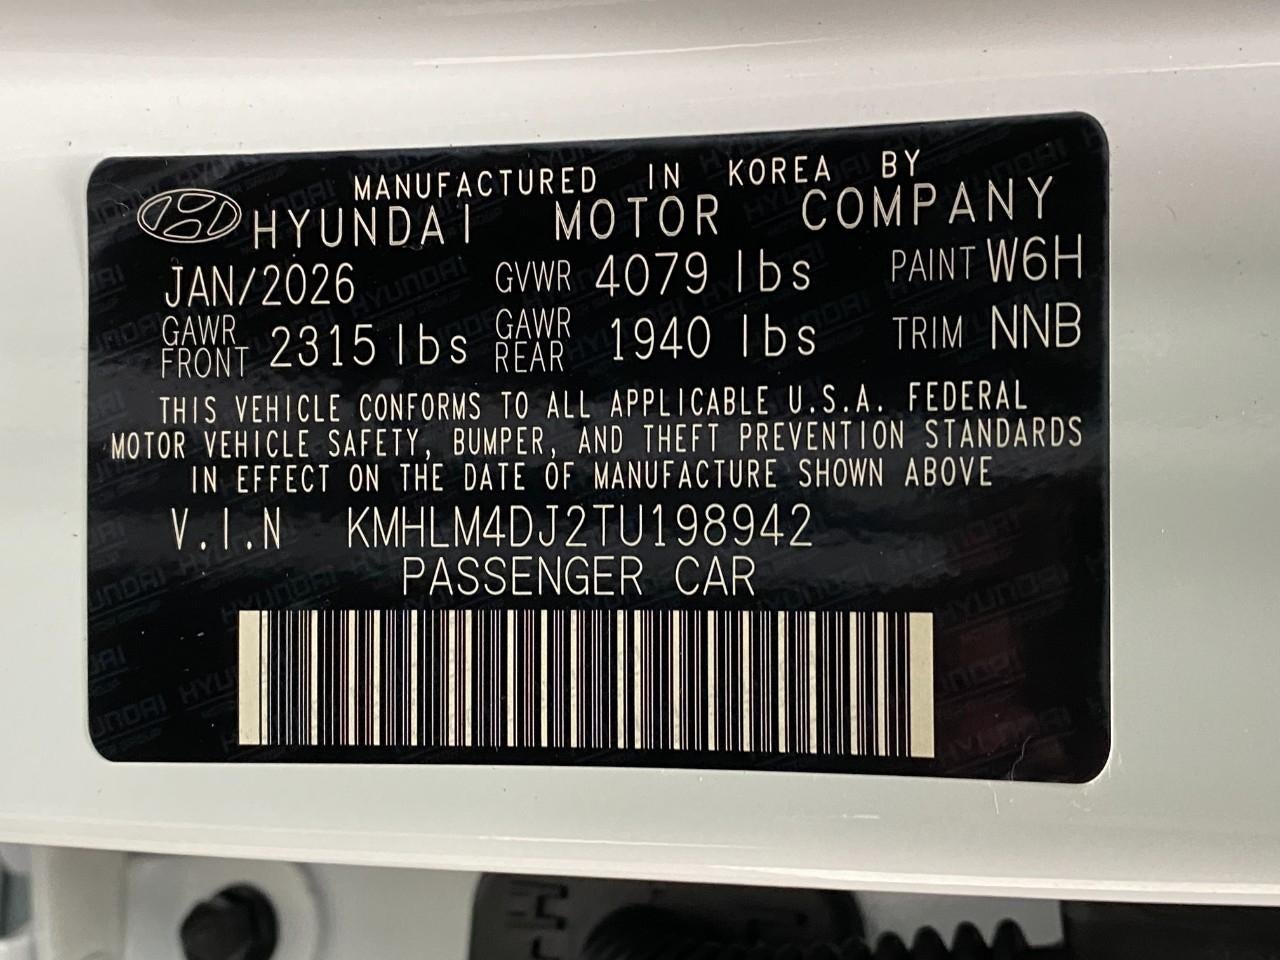 MANUFACTURED IN KOREA BY
HYUNDAI MOTOR COMPANY
JAN/2026 GVWR 4079 lbs PAINT W6H
GAWR FRONT 2315 lbs GAWR REAR 1940 lbs TRIM NNB
THIS VEHICLE CONFORMS TO ALL APPLICABLE U.S.A. FEDERAL
MOTOR VEHICLE SAFETY, BUMPER, AND THEFT PREVENTION STANDARDS
IN EFFECT ON THE DATE OF MANUFACTURE SHOWN ABOVE
V.I.N KMHLM4DJ2TU198942
PASSENGER CAR